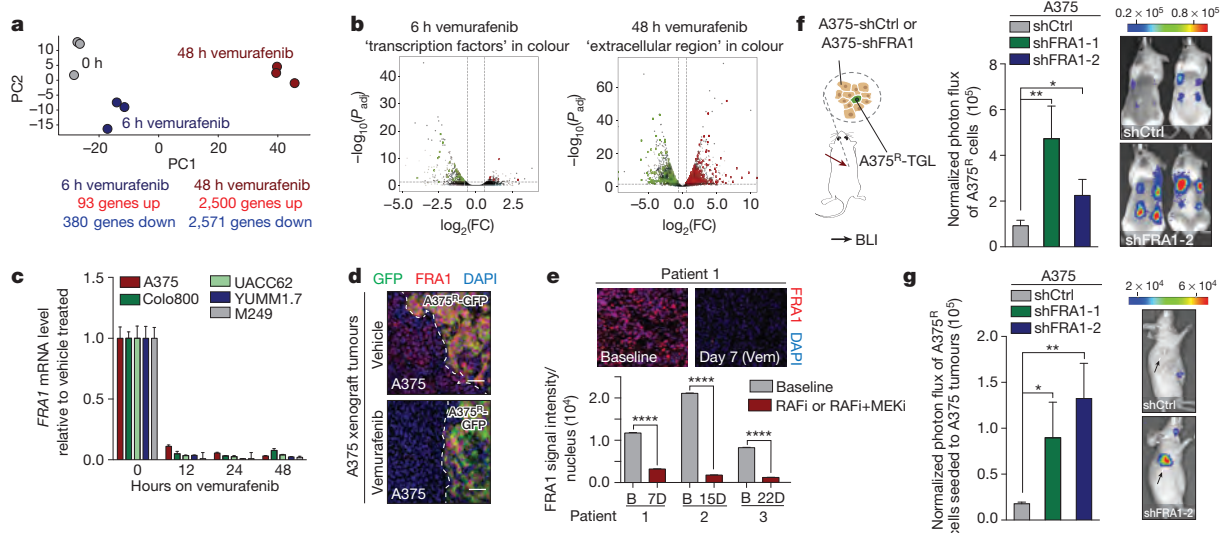 a
PC2
10
5
0
−5
−10
−15
0 h
48 h vemurafenib
6 h vemurafenib
−20
0
20
40
PC1
6 h vemurafenib
93 genes up
380 genes down
48 h vemurafenib
2,500 genes up
2,571 genes down
b
6 h vemurafenib
'transcription factors' in colour
−log10(Padj)
40
20
0
−5.0
−2.5
0
2.5
log2(FC)
48 h vemurafenib
'extracellular region' in colour
−log10(Padj)
60
40
20
0
−5.0
−2.5
0
2.5
5.0
log2(FC)
c
FRA1 mRNA level
relative to vehicle treated
1.5
1.0
0.5
0.0
A375
Colo800
UACC62
YUMM1.7
M249
0
12
24
48
Hours on vemurafenib
d
GFP FRA1 DAPI
A375 xenograft tumours
Vehicle
A375R-GFP
A375
Vemurafenib
A375R-
GFP
A375
e
Patient 1
Baseline
Day 7 (Vem)
FRA1 DAPI
FRA1 signal intensity/
nucleus (10⁴)
2.0
1.0
0
****
****
****
Baseline
RAFi or RAFi+MEKi
B 7D
B 15D
B 22D
Patient
1
2
3
f
A375-shCtrl or
A375-shFRA1
A375R-TGL
BLI
A375
shCtrl
shFRA1-1
shFRA1-2
Normalized photon flux
of A375R cells (10⁵)
8
6
4
2
0
**
*
0.2×10⁵
0.8×10⁵
shCtrl
shFRA1-2
g
A375
shCtrl
shFRA1-1
shFRA1-2
Normalized photon flux of A375R
cells seeded to A375 tumours (10⁵)
2.0
1.5
1.0
0.5
0.0
*
**
2×10⁴
6×10⁴
shCtrl
shFRA1-2